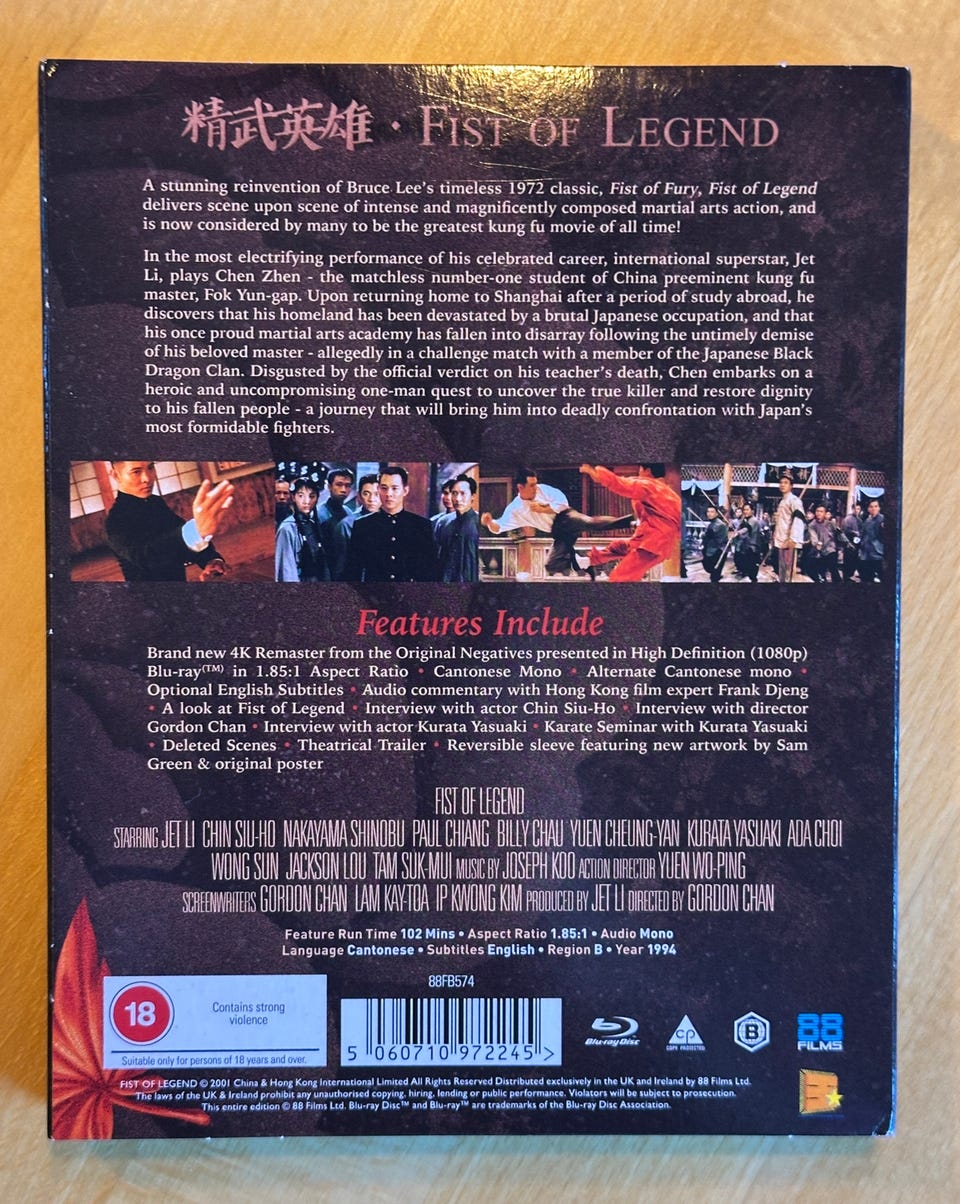 精武英雄 · FIST OF LEGEND
A stunning reinvention of Bruce Lee's timeless 1972 classic, Fist of Fury, Fist of Legend
delivers scene upon scene of intense and magnificently composed martial arts action, and
is now considered by many to be the greatest kung fu movie of all time!
In the most electrifying performance of his celebrated career, international superstar, Jet
Li, plays Chen Zhen - the matchless number-one student of China preeminent kung fu
master, Fok Yun-gap. Upon returning home to Shanghai after a period of study abroad, he
discovers that his homeland has been devastated by a brutal Japanese occupation, and that
his once proud martial arts academy has fallen into disarray following the untimely demise
of his beloved master - allegedly in a challenge match with a member of the Japanese Black
Dragon Clan. Disgusted by the official verdict on his teacher's death, Chen embarks on a
heroic and uncompromising one-man quest to uncover the true killer and restore dignity
to his fallen people - a journey that will bring him into deadly confrontation with Japan's
most formidable fighters.
Features Include
Brand new 4K Remaster from the Original Negatives presented in High Definition (1080p)
Blu-ray(TM) in 1.85:1 Aspect Ratio • Cantonese Mono • Alternate Cantonese mono •
Optional English Subtitles • Audio commentary with Hong Kong film expert Frank Djeng
• A look at Fist of Legend • Interview with actor Chin Siu-Ho • Interview with director
Gordon Chan • Interview with actor Kurata Yasuaki • Karate Seminar with Kurata Yasuaki
• Deleted Scenes • Theatrical Trailer • Reversible sleeve featuring new artwork by Sam
Green & original poster
FIST OF LEGEND
STARRING JET LI CHIN SIU-HO NAKAYAMA SHINOBU PAUL CHIANG BILLY CHAU YUEN CHEUNG-YAN KURATA YASUAKI ADA CHOI
WONG SUN JACKSON LOU TAM SUK-MUI MUSIC BY JOSEPH KOO ACTION DIRECTOR YUEN WO-PING
SCREENWRITERS GORDON CHAN LAM KAY-TOA IP KWONG KIM PRODUCED BY JET LI DIRECTED BY GORDON CHAN
Feature Run Time 102 Mins • Aspect Ratio 1.85:1 • Audio Mono
Language Cantonese • Subtitles English • Region B • Year 1994
88FB574
18
Contains strong
violence
Suitable only for persons of 18 years and over.
5 060710 972245 >
Blu-ray Disc
CP
COPY PROTECTED
B
88
FILMS
FIST OF LEGEND © 2001 China & Hong Kong International Limited All Rights Reserved Distributed exclusively in the UK and Ireland by 88 Films Ltd.
The laws of the UK & Ireland prohibit any unauthorised copying, hiring, lending or public performance. Violators will be subject to prosecution.
This entire edition © 88 Films Ltd. Blu-ray Disc™ and Blu-ray™ are trademarks of the Blu-ray Disc Association.